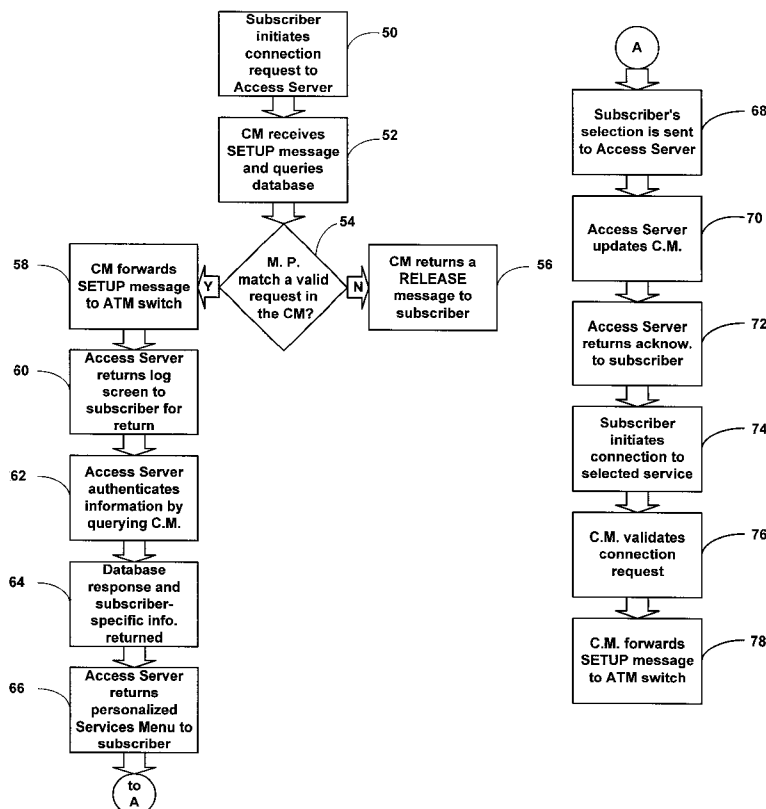 Subscriber
initiates
connection
request to
Access Server
50
CM receives
SETUP message
and queries
database
52
M. P.
match a valid
request in
the CM?
54
Y
N
CM returns a
RELEASE
message to
subscriber
56
58
CM forwards
SETUP message
to ATM switch
60
Access Server
returns log
screen to
subscriber for
return
62
Access Server
authenticates
information by
querying C.M.
64
Database
response and
subscriber-
specific info.
returned
66
Access Server
returns
personalized
Services Menu to
subscriber
to
A
A
Subscriber's
selection is sent
to Access Server
68
Access Server
updates C.M.
70
Access Server
returns acknow.
to subscriber
72
Subscriber
initiates
connection to
selected service
74
C.M. validates
connection
request
76
C.M. forwards
SETUP message
to ATM switch
78